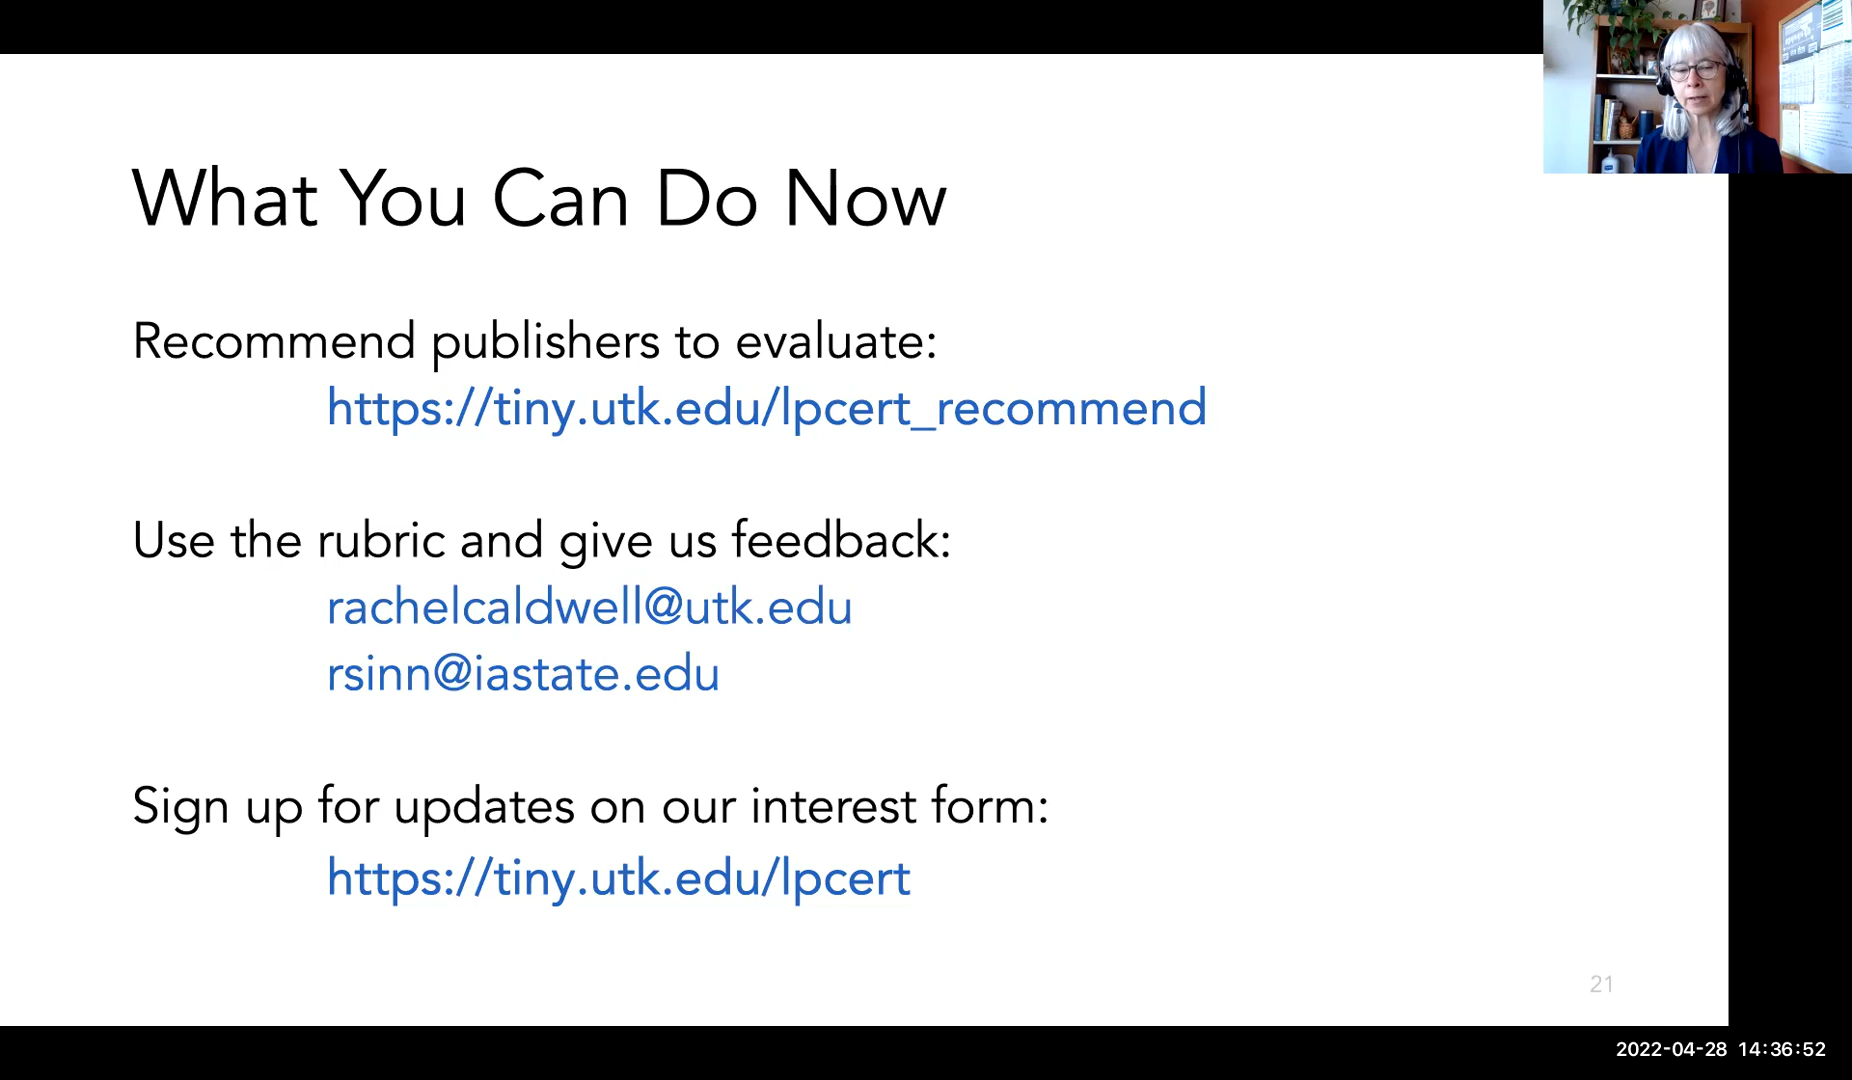 What You Can Do Now
Recommend publishers to evaluate:
https://tiny.utk.edu/lpcert_recommend
Use the rubric and give us feedback:
rachelcaldwell@utk.edu
rsinn@iastate.edu
Sign up for updates on our interest form:
https://tiny.utk.edu/lpcert
21
2022-04-28 14:36:52